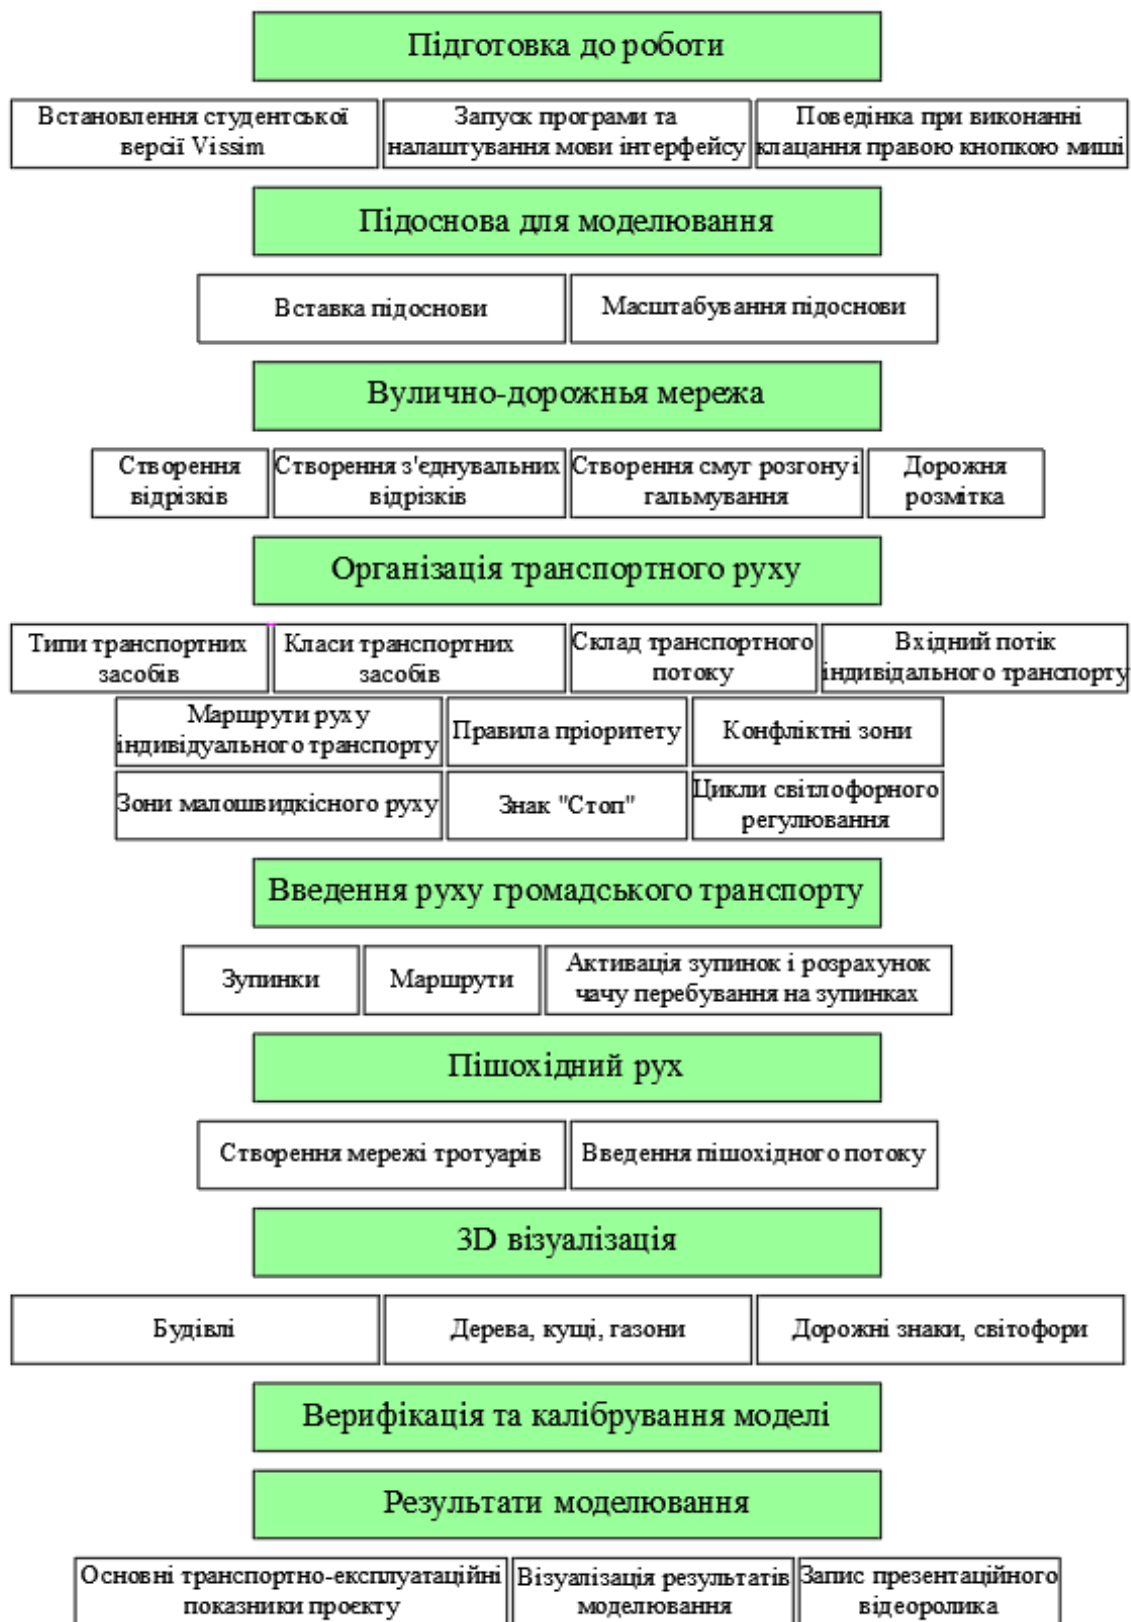 Підготовка до роботи
Встановлення студентської
версії Vissim
Запуск програми та
налаштування мови інтерфейсу
Поведінка при виконанні
клацання правою кнопкою миші
Підоснова для моделювання
Вставка підоснови
Масштабування підоснови
Вулично-дорожнья мережа
Створення
відрізків
Створення з'єднувальних
відрізків
Створення смуг розгону і
гальмування
Дорожня
розмітка
Організація транспортного руху
Типи транспортних
засобів
Класи транспортних
засобів
Склад транспортного
потоку
Вхідний потік
індивідального транспорту
Маршрути руху
індивідуального транспорту
Правила пріоритету
Конфліктні зони
Зони малошвидкісного руху
Знак "Стоп"
Цикли світлофорного
регулювання
Введення руху громадського транспорту
Зупинки
Маршрути
Активація зупинок і розрахунок
чачу перебування на зупинках
Пішохідний рух
Створення мережі тротуарів
Введення пішохідного потоку
3D візуалізація
Будівлі
Дерева, кущі, газони
Дорожні знаки, світофори
Верифікація та калібрування моделі
Результати моделювання
Основні транспортно-експлуатаційні
показники проєкту
Візуалізація результатів
моделювання
Запис презентаційного
відеоролика